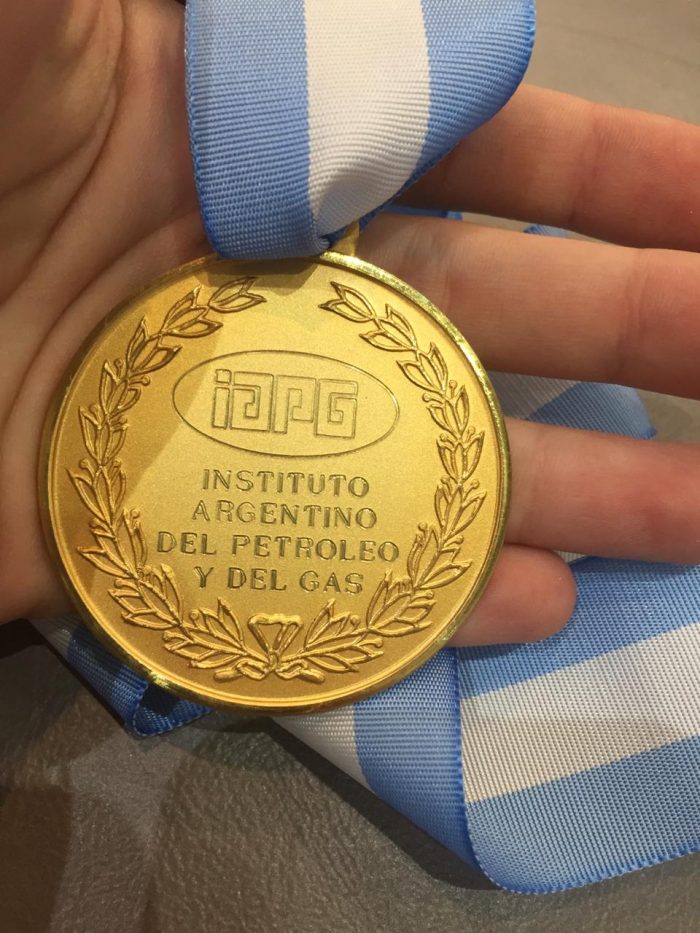 iAPG
INSTITUTO
ARGENTINO
DEL PETROLEO
Y DEL GAS